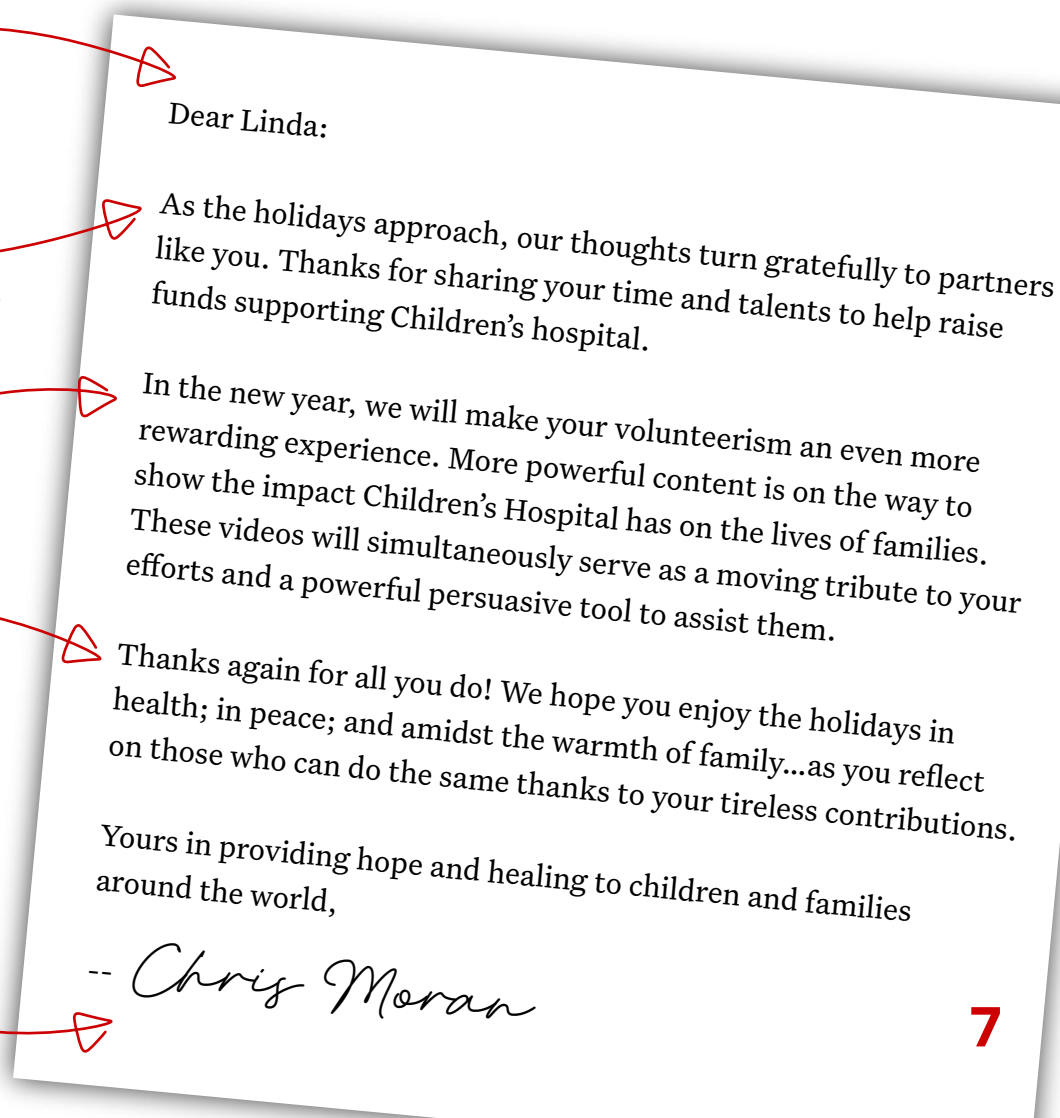 Dear Linda:
As the holidays approach, our thoughts turn gratefully to partners
like you. Thanks for sharing your time and talents to help raise
funds supporting Children’s hospital.
In the new year, we will make your volunteerism an even more
rewarding experience. More powerful content is on the way to
show the impact Children’s Hospital has on the lives of families.
These videos will simultaneously serve as a moving tribute to your
efforts and a powerful persuasive tool to assist them.
Thanks again for all you do! We hope you enjoy the holidays in
health; in peace; and amidst the warmth of family...as you reflect
on those who can do the same thanks to your tireless contributions.
Yours in providing hope and healing to children and families
around the world,
-- Chris Moran
7